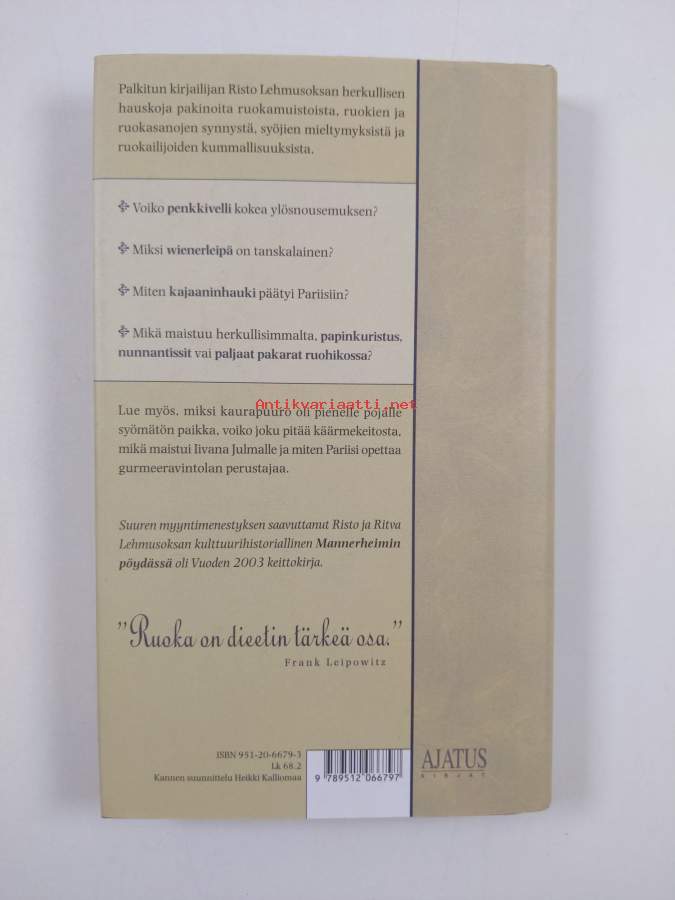 Palkitun kirjailijan Risto Lehmusoksan herkullisen
hauskoja pakinoita ruokamuistoista, ruokien ja
ruokasanojen synnystä, syöjien mieltymyksistä ja
ruokailijoiden kummallisuuksista.
Voiko penkkivelli kokea ylösnousemuksen?
Miksi wienerleipä on tanskalainen?
Miten kajaaninhauki päätyi Pariisiin?
Mikä maistuu herkullisimmalta, papinkuristus,
nunnantissit vai paljaat pakarat ruohikossa?
Antikvariaatti.net
Lue myös, miksi kaurapuuro oli pienelle pojalle
syömätön paikka, voiko joku pitää käärmekeitosta,
mikä maistui Iivana Julmalle ja miten Pariisi opettaa
gurmeeravintolan perustajaa.
Suuren myyntimenestyksen saavuttanut Risto ja Ritva
Lehmusoksan kulttuurihistoriallinen Mannerheimin
pöydässä oli Vuoden 2003 keittokirja.
"Ruoka on dieetin tärkeä osa."
Frank Leipowitz
ISBN 951-20-6679-3
Lk 68.2
Kannen suunnittelu Heikki Kalliomaa
9 789512 066797
AJATUS
KIRJAT